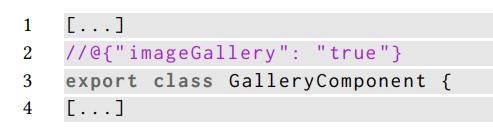 1 [...]
2 //@{"imageGallery": "true"}
3 export class GalleryComponent {
4 [...]